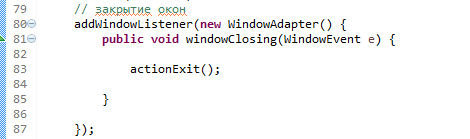 79 // закрытие окон
80 addWindowListener(new WindowAdapter() {
81 public void windowClosing(WindowEvent e) {
82
83 actionExit();
84
85 }
86
87 });